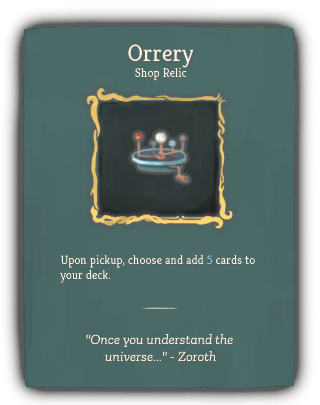 Orrery
Shop Relic
Upon pickup, choose and add 5 cards to
your deck.
"Once you understand the
universe..." - Zoroth